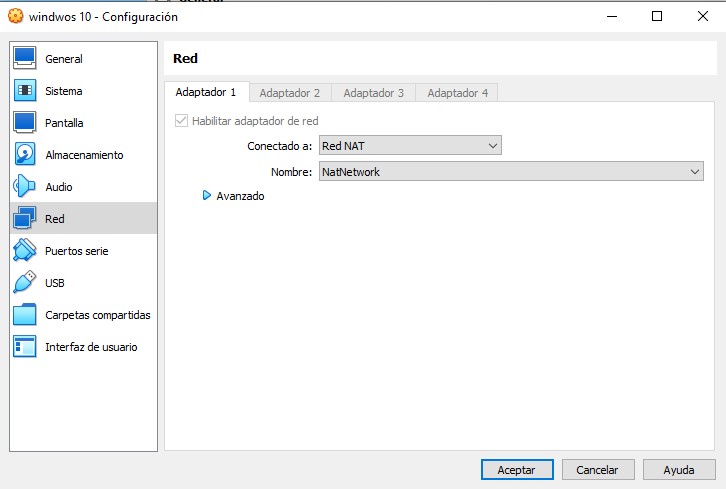 windwos 10 - Configuración
General
Sistema
Pantalla
Almacenamiento
Audio
Red
Puertos serie
USB
Carpetas compartidas
Interfaz de usuario
Red
Adaptador 1 Adaptador 2 Adaptador 3 Adaptador 4
Habilitar adaptador de red
Conectado a: Red NAT
Nombre: NatNetwork
Avanzado
Aceptar Cancelar Ayuda